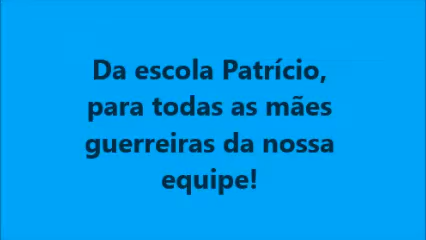 Da escola Patrício,
para todas as mães
guerreiras da nossa
equipe!